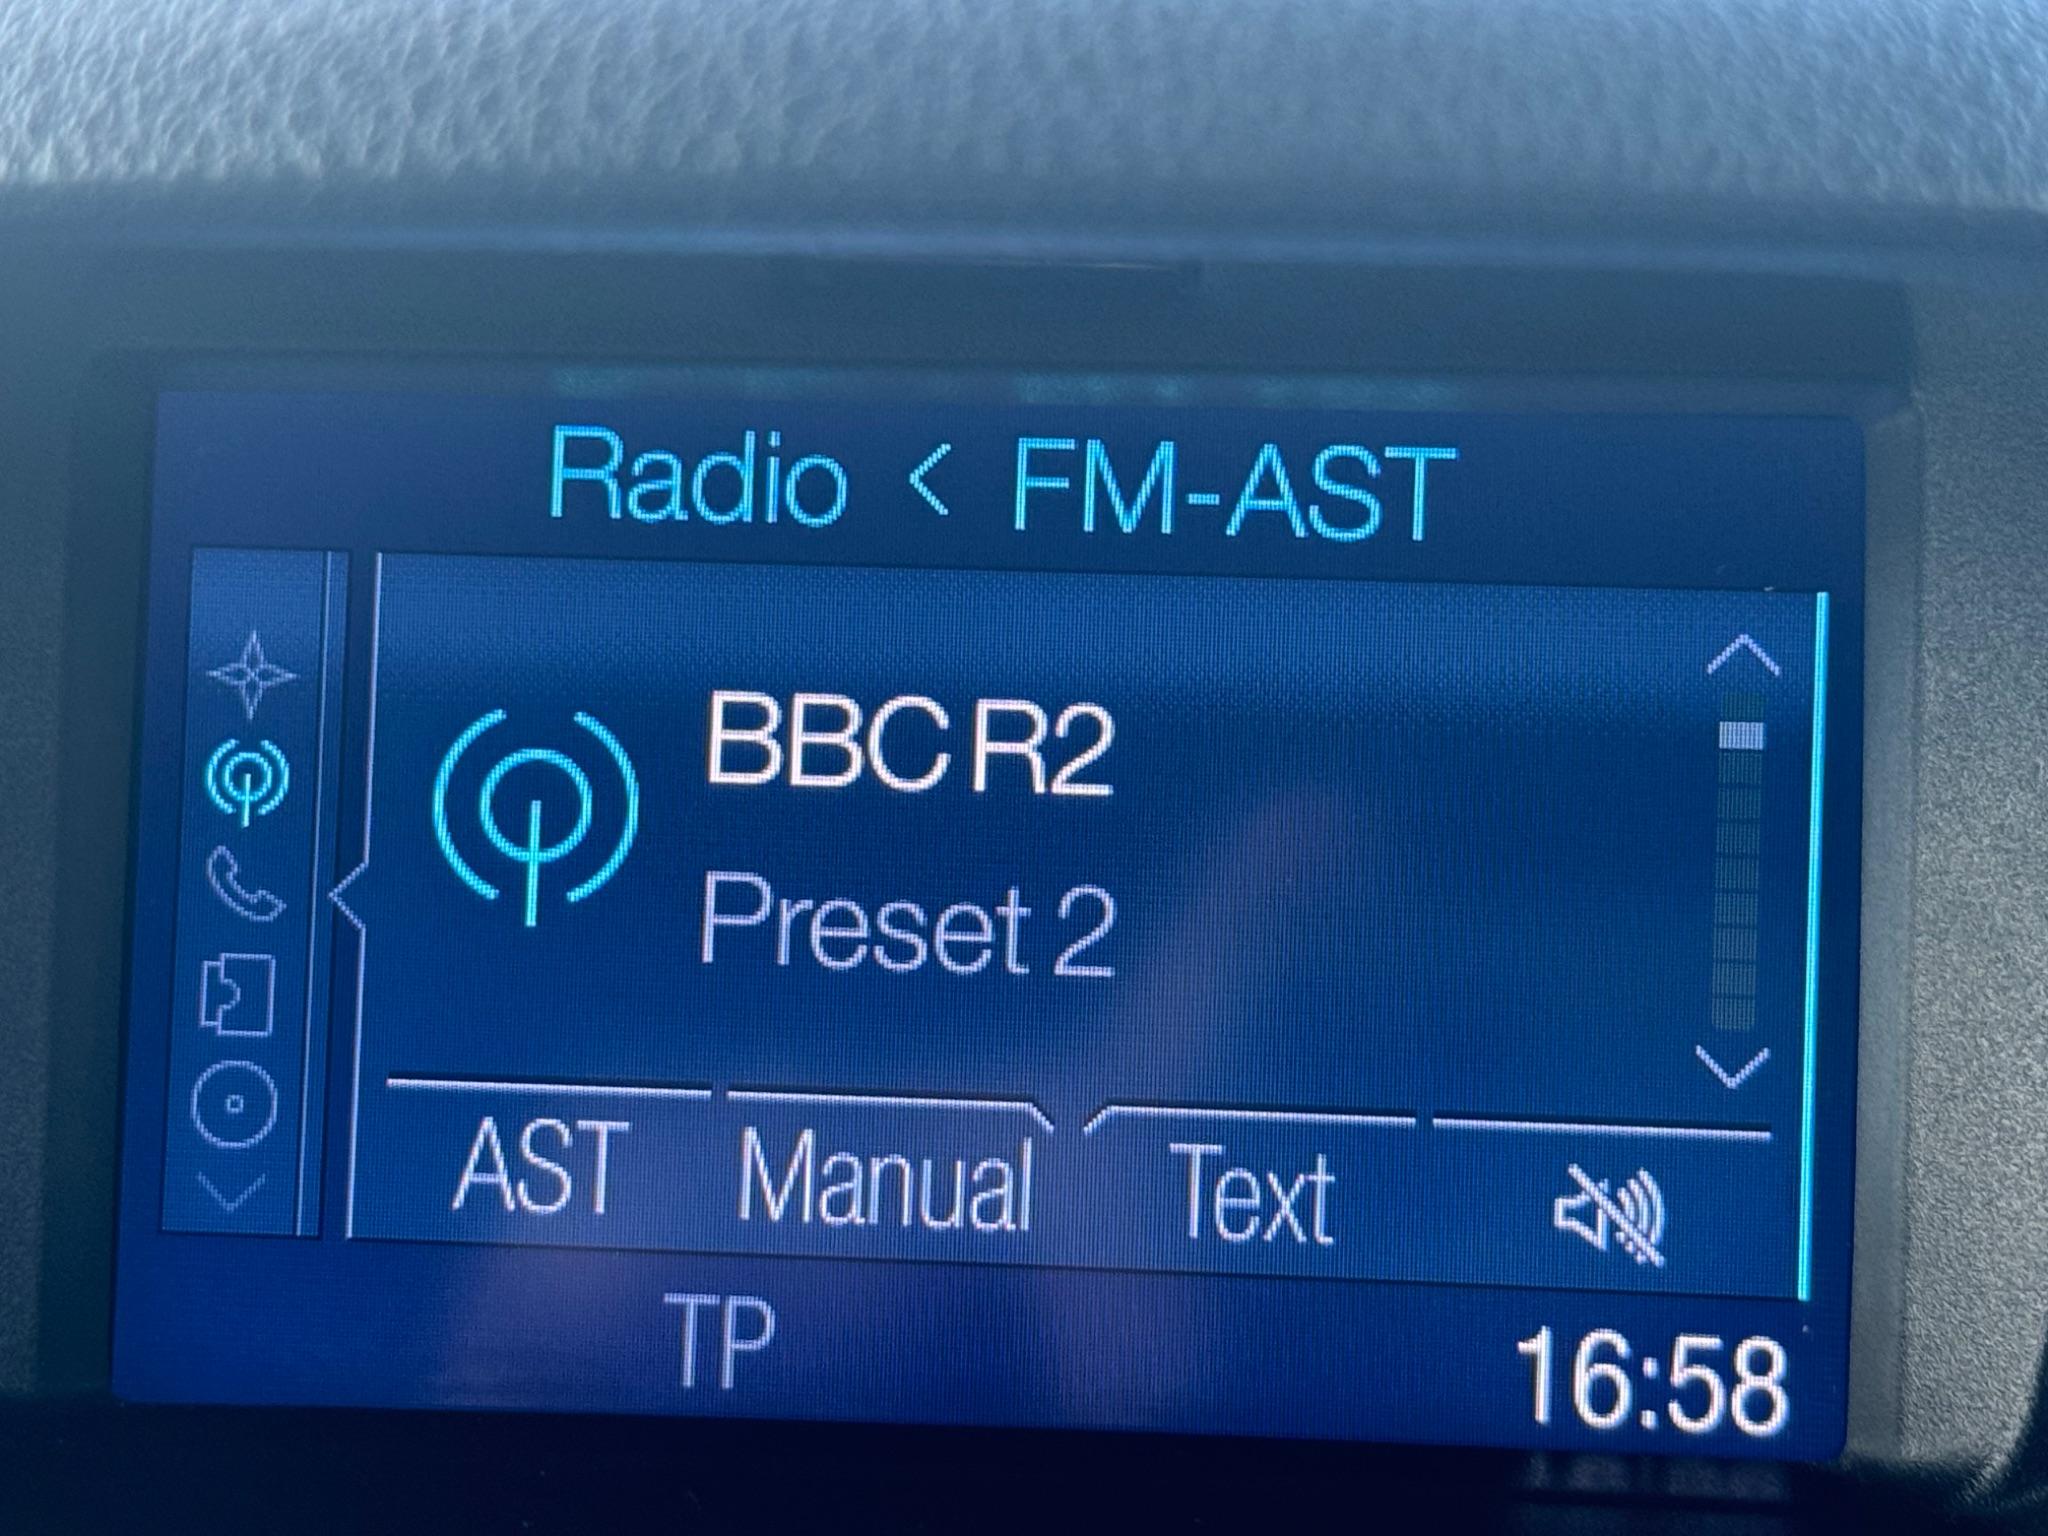 Radio < FM-AST
BBC R2
Preset 2
AST Manual Text
TP 16:58